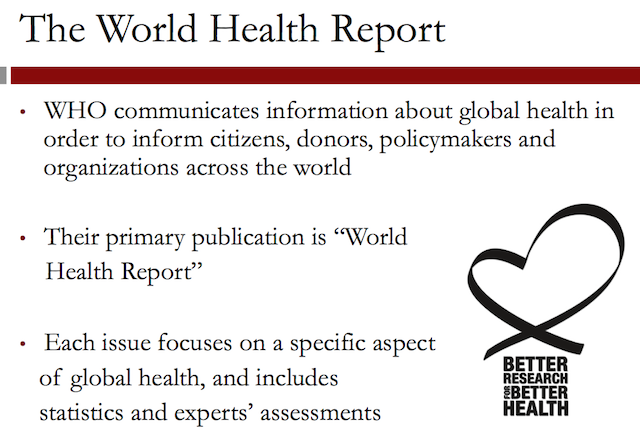 The World Health Report
• WHO communicates information about global health in
order to inform citizens, donors, policymakers and
organizations across the world
• Their primary publication is “World
Health Report”
• Each issue focuses on a specific aspect
of global health, and includes
statistics and experts’ assessments
BETTER
RESEARCH
FOR BETTER
HEALTH